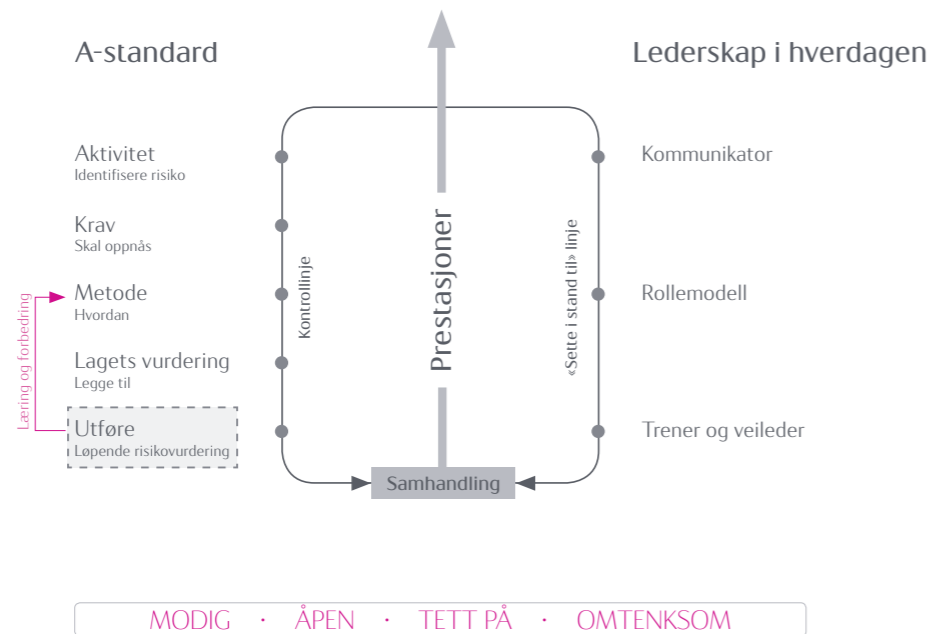 A-standard
Lederskap i hverdagen
Aktivitet
Identifisere risiko
Krav
Skal oppnås
Metode
Hvordan
Lagets vurdering
Legge til
Utføre
Løpende risikovurdering
Læring og forbedring
Kontrollinje
Prestasjoner
«Sette i stand til» linje
Kommunikator
Rollemodell
Trener og veileder
Samhandling
MODIG · ÅPEN · TETT PÅ · OMTENKSOM